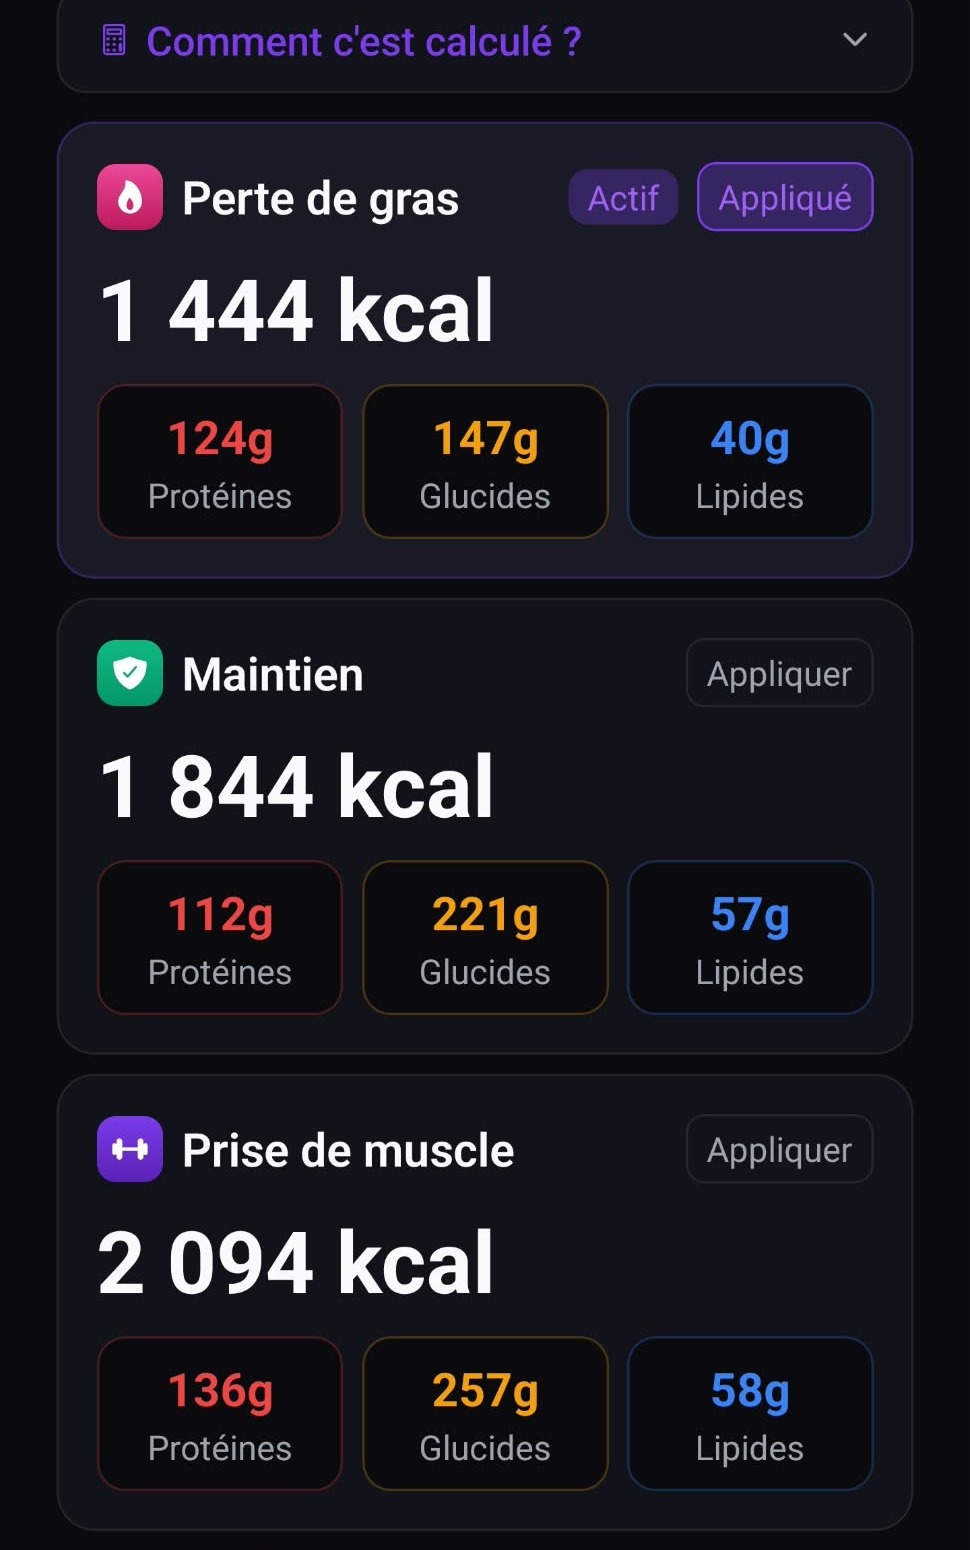 Comment c'est calculé ?
Perte de gras Actif Appliqué
1 444 kcal
124g 147g 40g
Protéines Glucides Lipides
Maintien Appliquer
1 844 kcal
112g 221g 57g
Protéines Glucides Lipides
Prise de muscle Appliquer
2 094 kcal
136g 257g 58g
Protéines Glucides Lipides